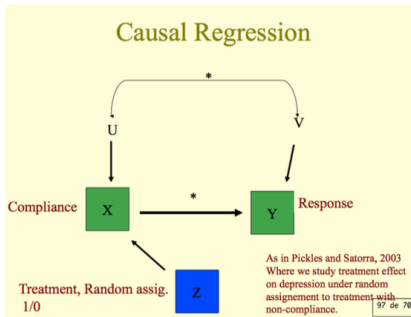 Causal Regression
*
U
V
Compliance
X
*
Y
Response
Treatment, Random assig.
1/0
Z
As in Pickles and Satorra, 2003
Where we study treatment effect
on depression under random
assignement to treatment with
non-compliance.
97 de 70